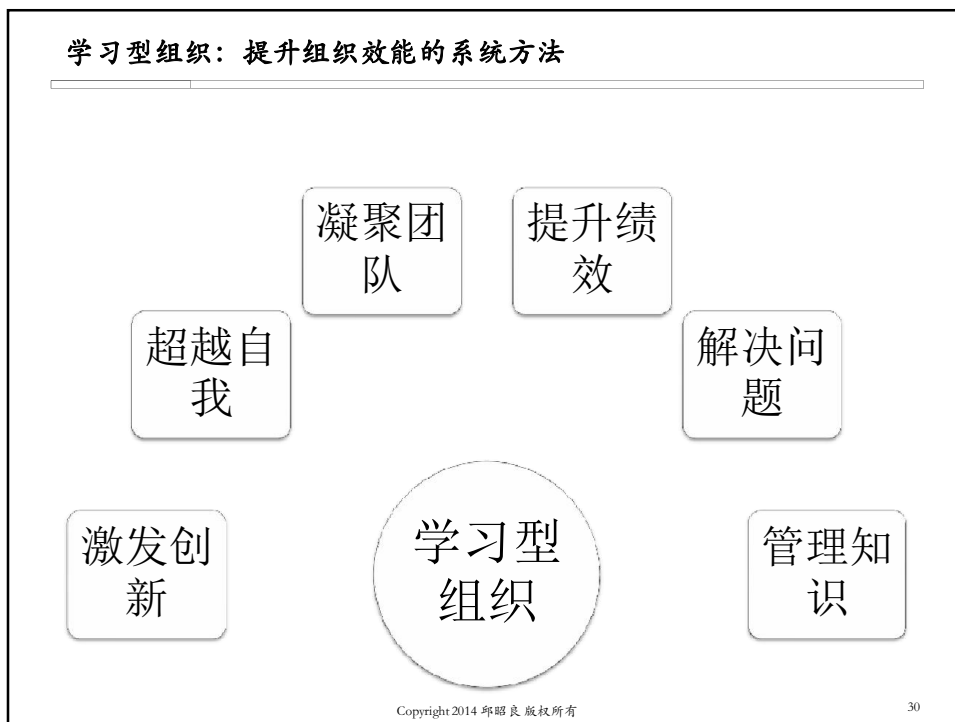 学习型组织：提升组织效能的系统方法
凝聚团
队
提升绩
效
超越自
我
解决问
题
激发创
新
学习型
组织
管理知
识
Copyright 2014 邱昭良 版权所有
30